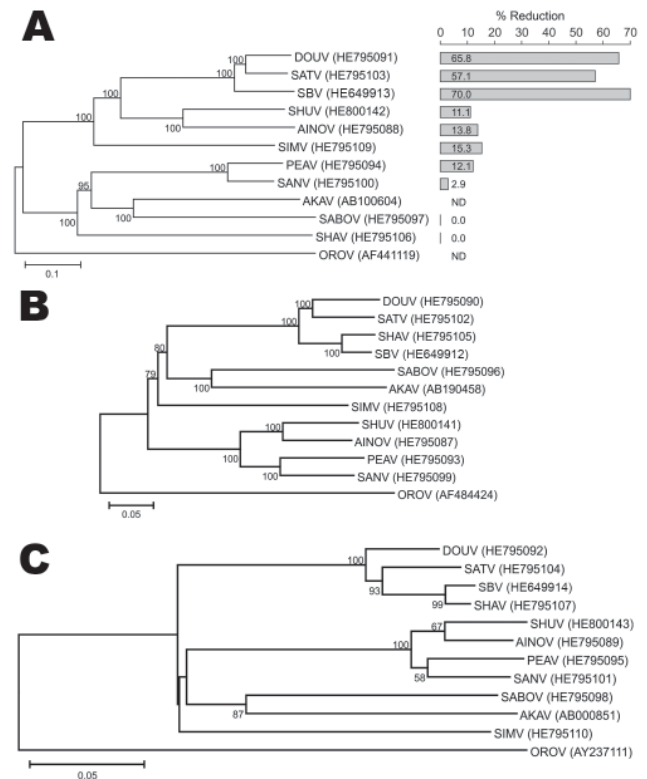 A
% Reduction
0 10 20 30 40 50 60 70
100 DOUV (HE795091) 65.8
100 SATV (HE795103) 57.1
100 SBV (HE649913) 70.0
100 SHUV (HE800142) 11.1
100 AINOV (HE795088) 13.8
SIMV (HE795109) 15.3
100 PEAV (HE795094) 12.1
95 SANV (HE795100) 2.9
AKAV (AB100604) ND
100 SABOV (HE795097) 0.0
SHAV (HE795106) 0.0
OROV (AF441119) ND
0.1
B
100 DOUV (HE795090)
100 SATV (HE795102)
SHAV (HE795105)
80 100 SBV (HE649912)
79 SABOV (HE795096)
100 AKAV (AB190458)
SIMV (HE795108)
100 SHUV (HE800141)
AINOV (HE795087)
100 PEAV (HE795093)
100 SANV (HE795099)
OROV (AF484424)
0.05
C
100 DOUV (HE795092)
SATV (HE795104)
93 SBV (HE649914)
99 SHAV (HE795107)
67 SHUV (HE800143)
100 AINOV (HE795089)
PEAV (HE795095)
58 SANV (HE795101)
SABOV (HE795098)
87 AKAV (AB000851)
SIMV (HE795110)
OROV (AY237111)
0.05